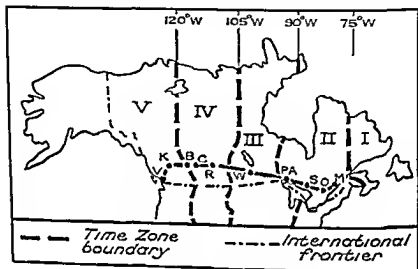 120°W 105°W 90°W 75°W
V IV III II I
K B C R W PA S O M
V
Time Zone boundary
International frontier